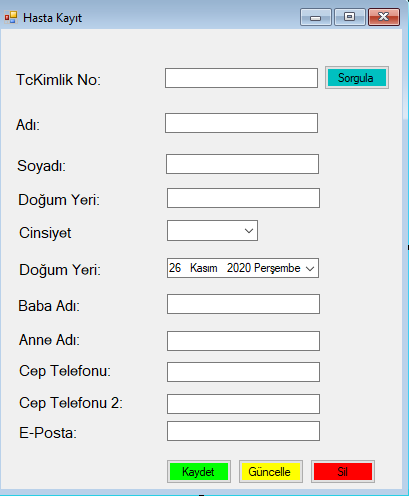 Hasta Kayıt
TcKimlik No: Sorgula
Adı:
Soyadı:
Doğum Yeri:
Cinsiyet
Doğum Yeri: 26 Kasım 2020 Perşembe
Baba Adı:
Anne Adı:
Cep Telefonu:
Cep Telefonu 2:
E-Posta:
Kaydet Güncelle Sil